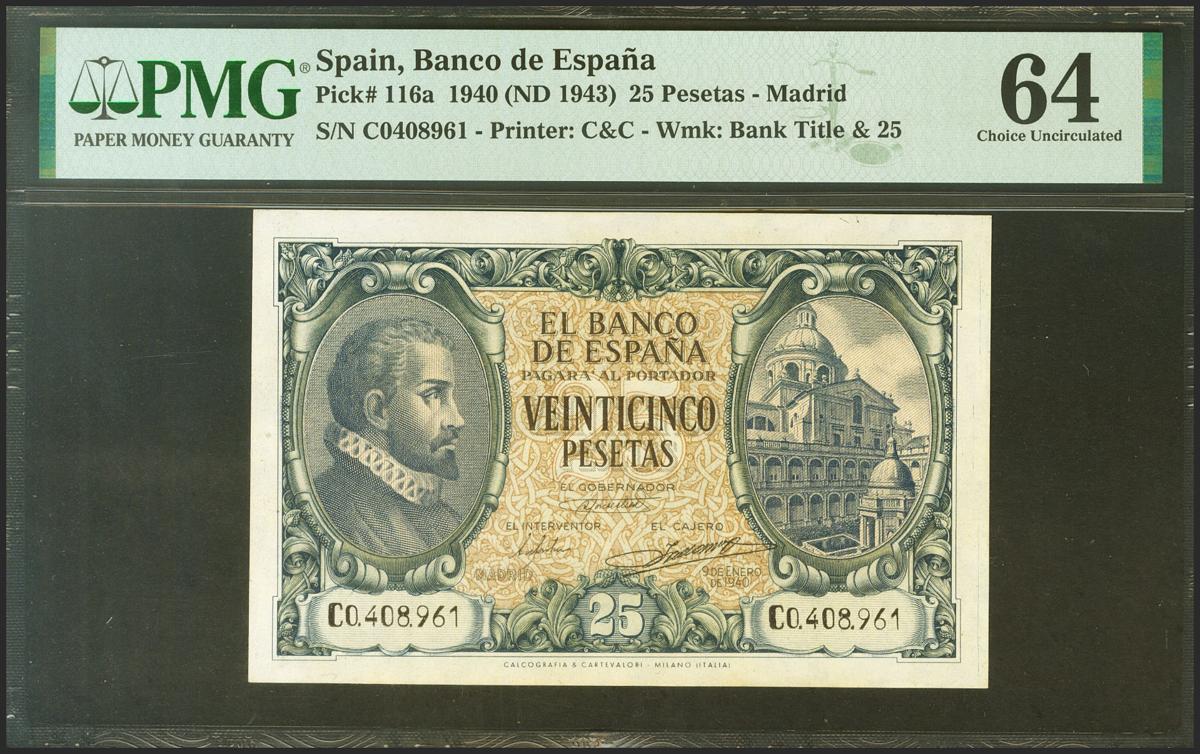 PMG®
PAPER MONEY GUARANTY
Spain, Banco de España
Pick# 116a 1940 (ND 1943) 25 Pesetas - Madrid
S/N C0408961 - Printer: C&C - Wmk: Bank Title & 25
64
Choice Uncirculated
EL BANCO
DE ESPAÑA
PAGARÁ AL PORTADOR
25
VEINTICINCO
PESETAS
EL GOBERNADOR
EL INTERVENTOR
EL CAJERO
MADRID
9 DE ENERO
DE 1940
C0.408.961
25
C0.408.961
CALCOGRAFIA & CARTEVALORI - MILANO (ITALIA)